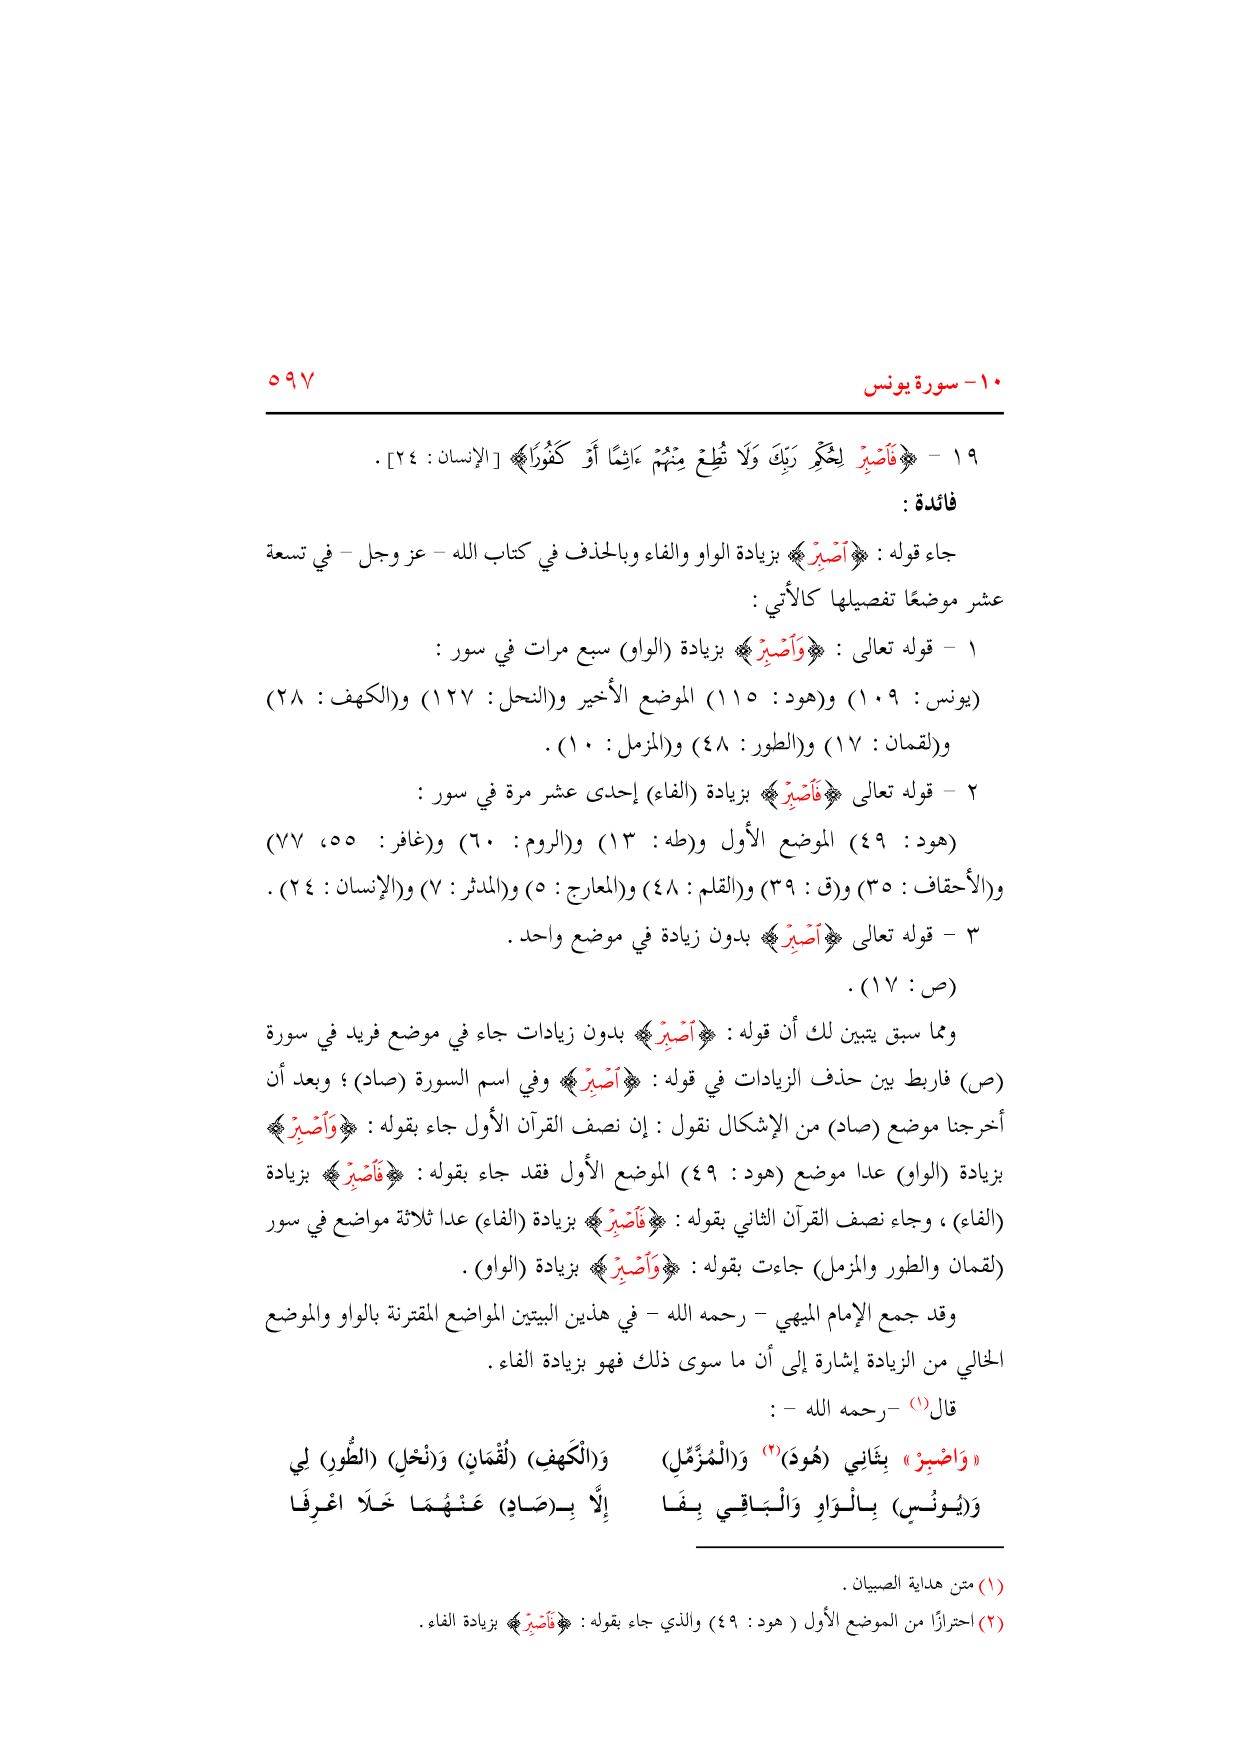 ١٠- سورة يونس ٥٩٧
١٩ – ﴿فَٱصۡبِرۡ لِحُكۡمِ رَبِّكَ وَلَا تُطِعۡ مِنۡهُمۡ ءَاثِمًا أَوۡ كَفُورٗا﴾ [الإنسان : ٢٤] .
فائدة :
جاء قوله : ﴿ٱصۡبِرۡ﴾ بزيادة الواو والفاء وبالحذف في كتاب الله – عز وجل – في تسعة
عشر موضعًا تفصيلها كالأتي :
١ – قوله تعالى : ﴿وَٱصۡبِرۡ﴾ بزيادة (الواو) سبع مرات في سور :
(يونس : ١٠٩) و(هود : ١١٥) الموضع الأخير و(النحل : ١٢٧) و(الكهف : ٢٨)
و(لقمان : ١٧) و(الطور : ٤٨) و(المزمل : ١٠) .
٢ – قوله تعالى ﴿فَٱصۡبِرۡ﴾ بزيادة (الفاء) إحدى عشر مرة في سور :
(هود : ٤٩) الموضع الأول و(طه : ١٣) و(الروم : ٦٠) و(غافر : ٥٥، ٧٧)
و(الأحقاف : ٣٥) و(ق : ٣٩) و(القلم : ٤٨) و(المعارج : ٥) و(المدثر : ٧) و(الإنسان : ٢٤) .
٣ – قوله تعالى ﴿ٱصۡبِرۡ﴾ بدون زيادة في موضع واحد .
(ص : ١٧) .
ومما سبق يتبين لك أن قوله : ﴿ٱصۡبِرۡ﴾ بدون زيادات جاء في موضع فريد في سورة
(ص) فاربط بين حذف الزيادات في قوله : ﴿ٱصۡبِرۡ﴾ وفي اسم السورة (صاد) ؛ وبعد أن
أخرجنا موضع (صاد) من الإشكال نقول : إن نصف القرآن الأول جاء بقوله : ﴿وَٱصۡبِرۡ﴾
بزيادة (الواو) عدا موضع (هود : ٤٩) الموضع الأول فقد جاء بقوله : ﴿فَٱصۡبِرۡ﴾ بزيادة
(الفاء) ، وجاء نصف القرآن الثاني بقوله : ﴿فَٱصۡبِرۡ﴾ بزيادة (الفاء) عدا ثلاثة مواضع في سور
(لقمان والطور والمزمل) جاءت بقوله : ﴿وَٱصۡبِرۡ﴾ بزيادة (الواو) .
وقد جمع الإمام الميهي – رحمه الله – في هذين البيتين المواضع المقترنة بالواو والموضع
الخالي من الزيادة إشارة إلى أن ما سوى ذلك فهو بزيادة الفاء .
قال(١) –رحمه الله – :
« وَاصْبِرْ » بِثَانِي (هُودَ)(٢) وَ(الْمُزَّمِّلِ) وَ(الْكَهفِ) (لُقْمَانٍ) وَ(نْحْلِ) (الطُّورِ) لِي
وَ(يُونُسٍ) بِالْوَاوِ وَالْبَاقِي بِفَا إِلَّا بِـ(صَادٍ) عَنْهُمَا خَلَا اعْرِفَا
(١) متن هداية الصبيان .
(٢) احترازًا من الموضع الأول ( هود : ٤٩) والذي جاء بقوله : ﴿فَٱصۡبِرۡ﴾ بزيادة الفاء .